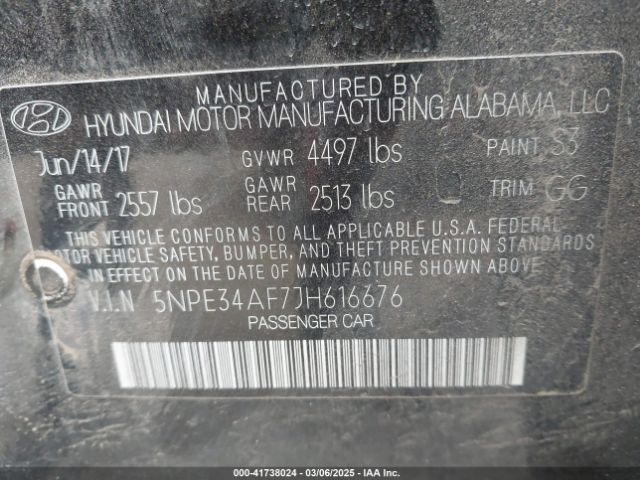 MANUFACTURED BY
HYUNDAI MOTOR MANUFACTURING ALABAMA, LLC
Jun/14/17 GVWR 4497 lbs PAINT S3
GAWR FRONT 2557 lbs GAWR REAR 2513 lbs TRIM GG
THIS VEHICLE CONFORMS TO ALL APPLICABLE U.S.A. FEDERAL
MOTOR VEHICLE SAFETY, BUMPER, AND THEFT PREVENTION STANDARDS
IN EFFECT ON THE DATE OF MANUFACTURE SHOWN ABOVE.
V.I.N 5NPE34AF7JH616676
PASSENGER CAR
000-41738024 — 03/06/2025 — IAA Inc.